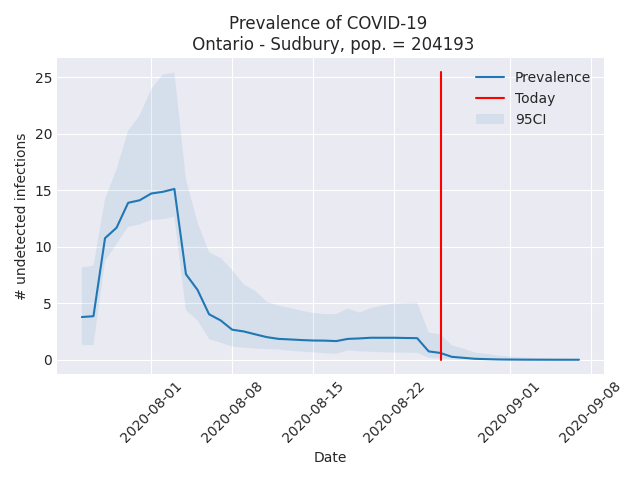 Prevalence of COVID-19
Ontario - Sudbury, pop. = 204193
Prevalence
Today
95CI
# undetected infections
25
20
15
10
5
0
2020-08-01
2020-08-08
2020-08-15
2020-08-22
2020-09-01
2020-09-08
Date